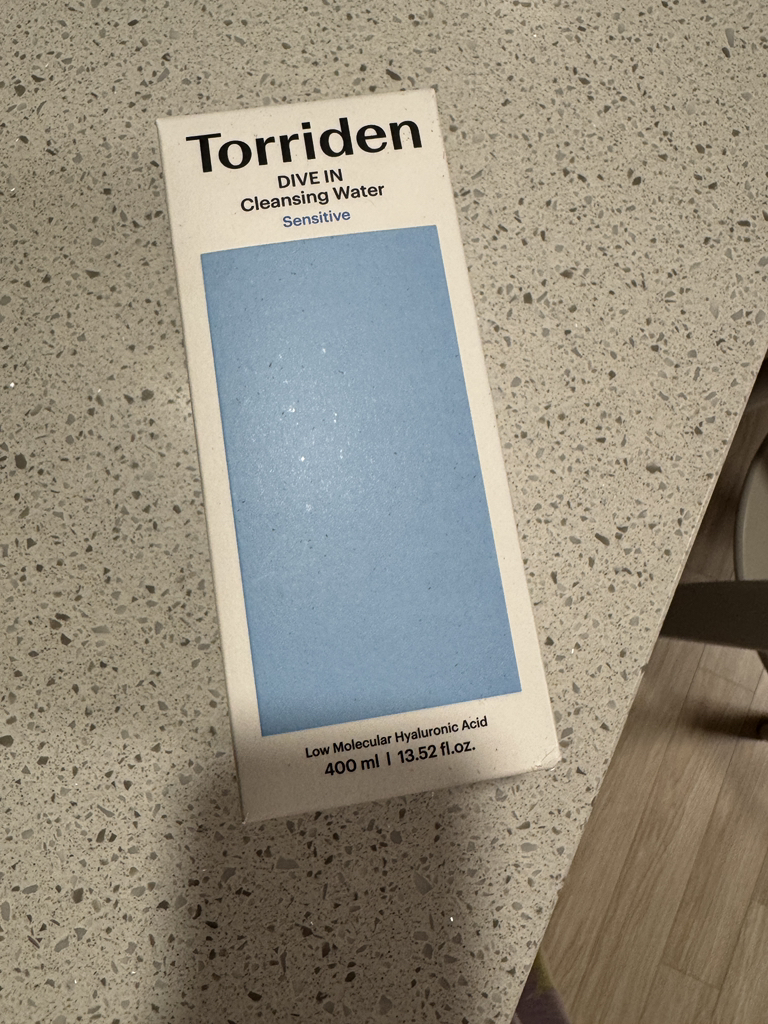 Torriden
DIVE IN
Cleansing Water
Sensitive
Low Molecular Hyaluronic Acid
400 ml | 13.52 fl.oz.